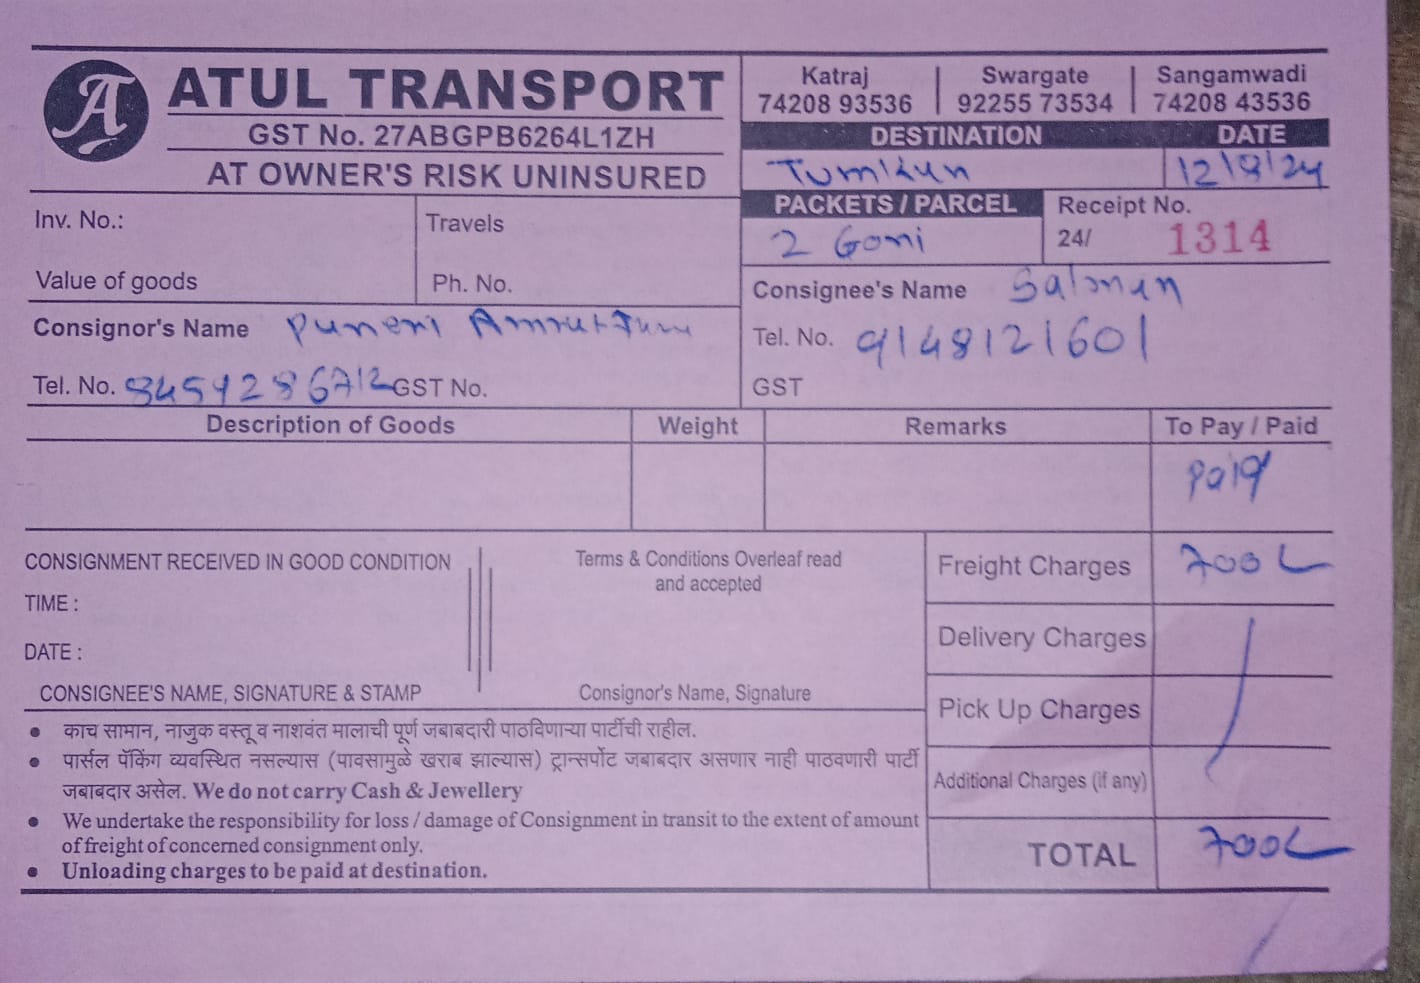 A ATUL TRANSPORT
GST No. 27ABGPB6264L1ZH
AT OWNER'S RISK UNINSURED
Katraj | Swargate | Sangamwadi
74208 93536 | 92255 73534 | 74208 43536
DESTINATION DATE
Tumkun 12/8/24
PACKETS / PARCEL Receipt No.
2 Goni 24/ 1314
Inv. No.: Travels
Value of goods Ph. No.
Consignee's Name Salman
Consignor's Name Puneri
Tel. No. 9148121601
Tel. No. GST No.
GST
Description of Goods Weight Remarks To Pay / Paid
Paid
CONSIGNMENT RECEIVED IN GOOD CONDITION
TIME :
DATE :
CONSIGNEE'S NAME, SIGNATURE & STAMP
Terms & Conditions Overleaf read
and accepted
Consignor's Name, Signature
Freight Charges 700
Delivery Charges
Pick Up Charges
Additional Charges (if any)
TOTAL 700
• काच सामान, नाजुक वस्तू व नाशवंत मालाची पूर्ण जबाबदारी पाठविणाऱ्या पार्टीची राहील.
• पार्सल पॅकिंग व्यवस्थित नसल्यास (पावसामुळे खराब झाल्यास) ट्रान्सपोर्ट जबाबदार असणार नाही पाठवणारी पार्टी
जबाबदार असेल. We do not carry Cash & Jewellery
• We undertake the responsibility for loss / damage of Consignment in transit to the extent of amount
of freight of concerned consignment only.
• Unloading charges to be paid at destination.